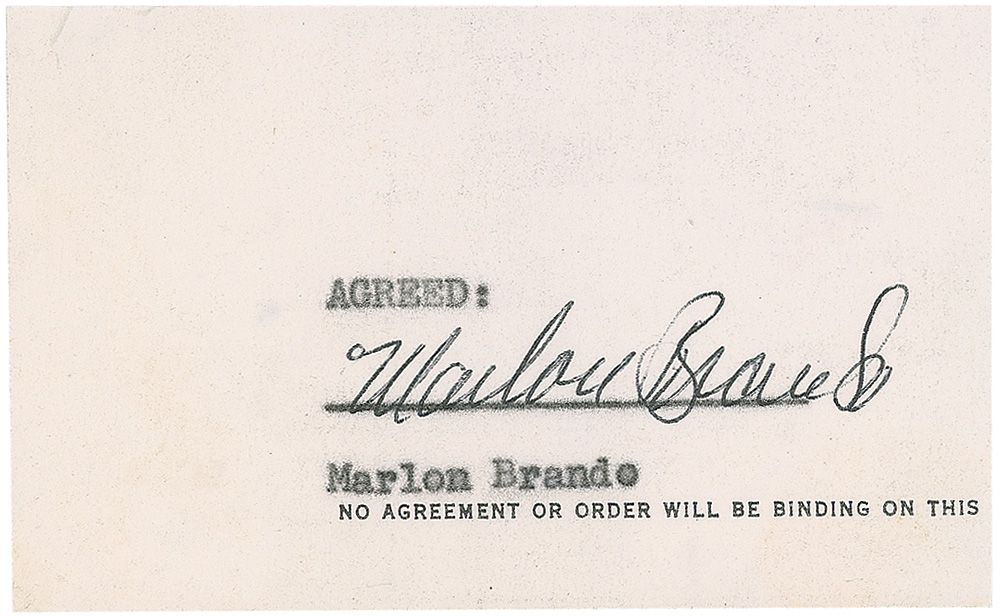 AGREED:
Marlon Brando
Marlon Brando
NO AGREEMENT OR ORDER WILL BE BINDING ON THIS